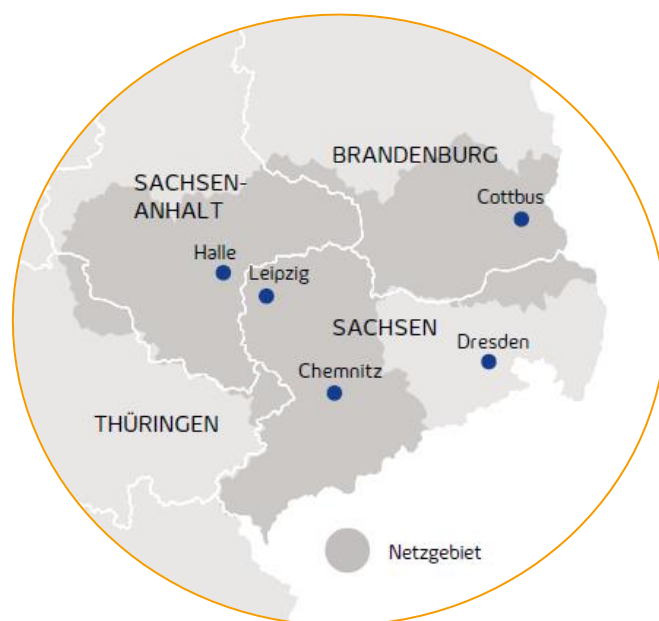 BRANDENBURG
SACHSEN-
ANHALT
Cottbus
Halle
Leipzig
SACHSEN
Dresden
Chemnitz
THÜRINGEN
Netzgebiet